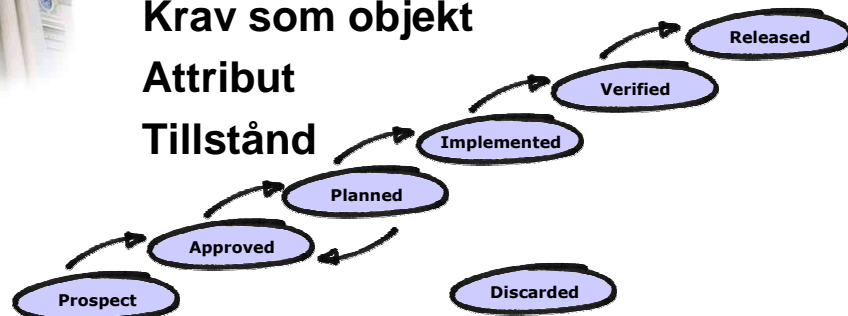 Krav som objekt
Attribut
Tillstånd
Released
Verified
Implemented
Planned
Approved
Prospect
Discarded